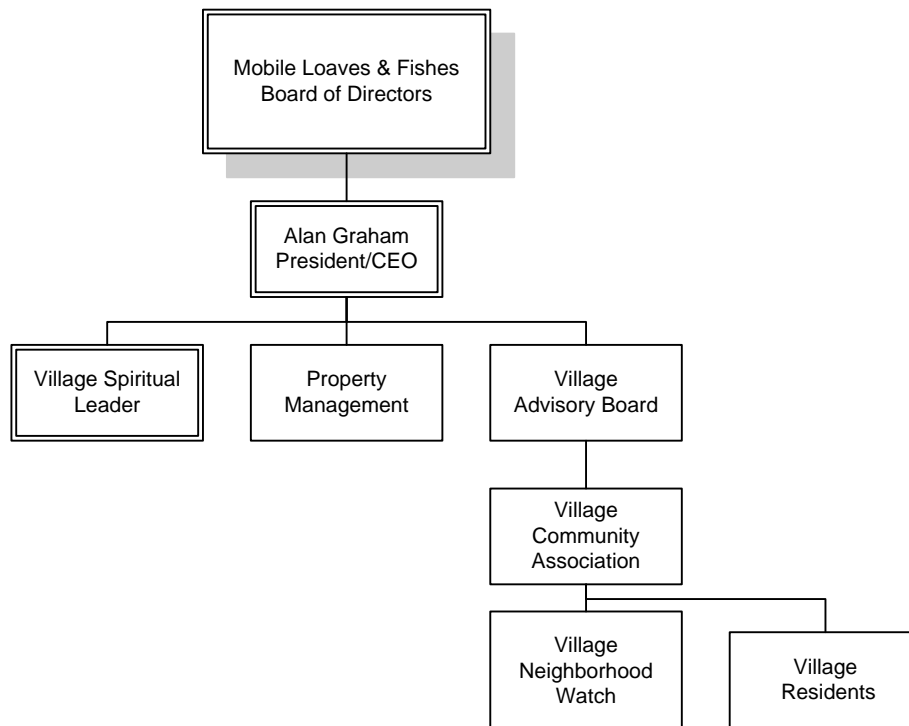 Mobile Loaves & Fishes
Board of Directors
Alan Graham
President/CEO
Village Spiritual
Leader
Property
Management
Village
Advisory Board
Village
Community
Association
Village
Neighborhood
Watch
Village
Residents